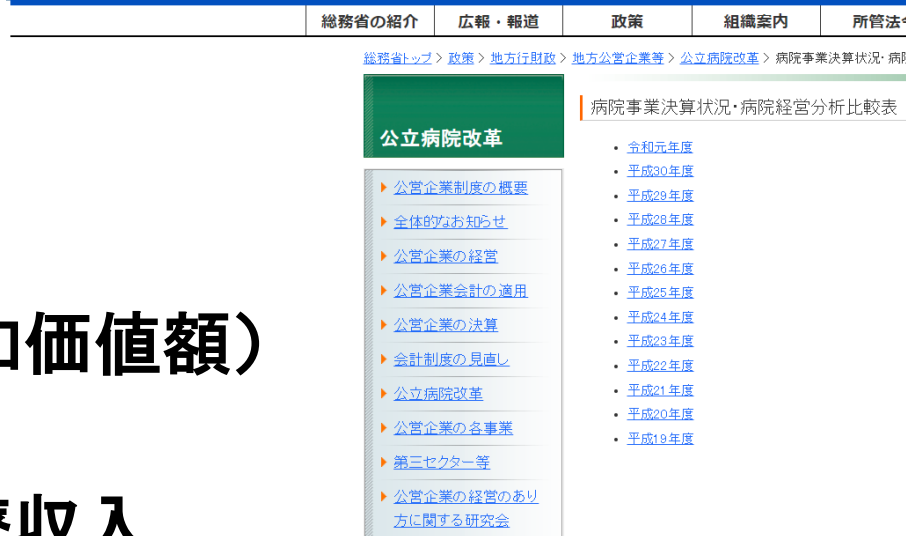 総務省の紹介 広報・報道 政策 組織案内 所管法令
総務省トップ > 政策 > 地方行財政 > 地方公営企業等 > 公立病院改革 > 病院事業決算状況・病院
病院事業決算状況・病院経営分析比較表
公立病院改革
令和元年度
平成30年度
平成29年度
平成28年度
平成27年度
平成26年度
平成25年度
平成24年度
平成23年度
平成22年度
平成21年度
平成20年度
平成19年度
公営企業制度の概要
全体的なお知らせ
公営企業の経営
公営企業会計の適用
公営企業の決算
会計制度の見直し
公立病院改革
公営企業の各事業
第三セクター等
公営企業の経営のあり
方に関する研究会
価値額）
収入